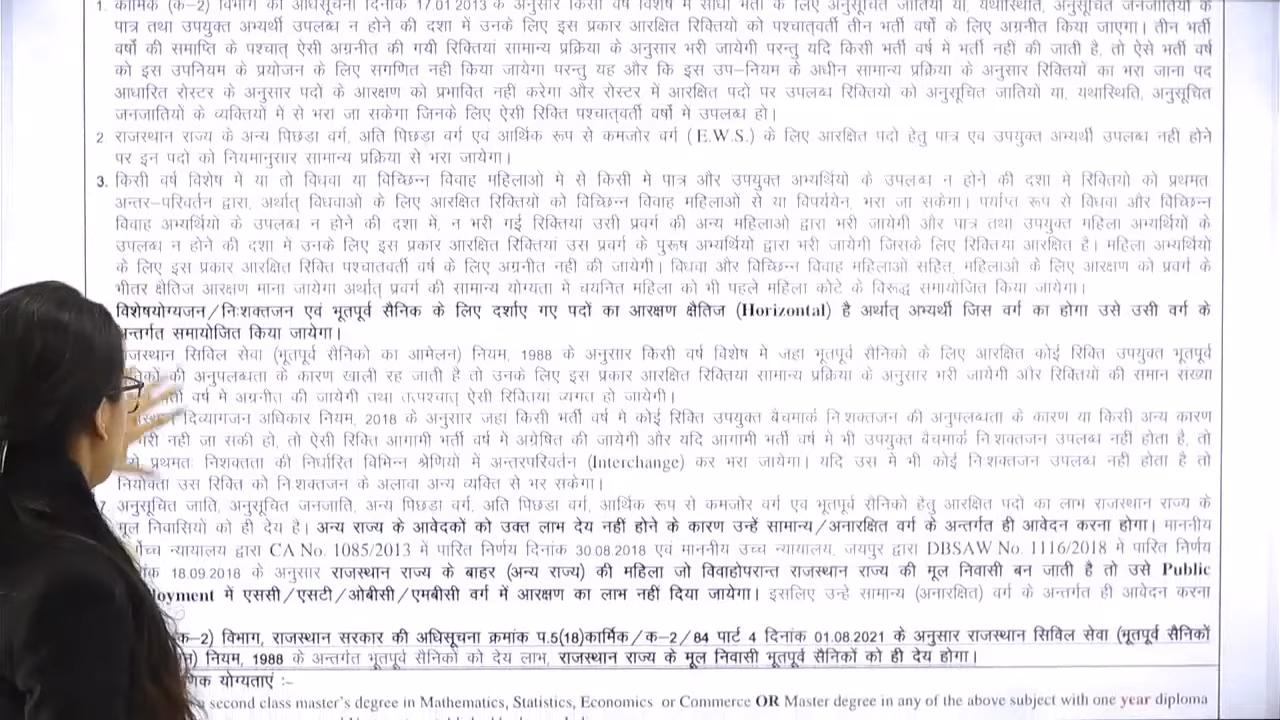 1. कार्मिक (क-2) विभाग की अधिसूचना दिनांक 17.01.2013 के अनुसार किसी वर्ष विशेष में सीधी भर्ती के लिए अनुसूचित जातियों या, यथास्थिति, अनुसूचित जनजातियों के
पात्र तथा उपयुक्त अभ्यर्थी उपलब्ध न होने की दशा में उनके लिए इस प्रकार आरक्षित रिक्तियों को पश्चातवर्ती तीन भर्ती वर्षों के लिए अग्रनीत किया जाएगा। तीन भर्ती
वर्षों की समाप्ति के पश्चात् ऐसी अग्रनीत की गयी रिक्तियां सामान्य प्रक्रिया के अनुसार भरी जायेगी परन्तु यदि किसी भर्ती वर्ष में भर्ती नहीं की जाती है, तो ऐसे भर्ती वर्ष
को इस उपनियम के प्रयोजन के लिए संगणित नहीं किया जायेगा परन्तु यह और कि इस उप-नियम के अधीन सामान्य प्रक्रिया के अनुसार रिक्तियों का भरा जाना पद
आधारित रोस्टर के अनुसार पदों के आरक्षण को प्रभावित नहीं करेगा और रोस्टर में आरक्षित पदों पर उपलब्ध रिक्तियों को अनुसूचित जातियों या, यथास्थिति, अनुसूचित
जनजातियों के व्यक्तियों में से भरा जा सकेगा जिनके लिए ऐसी रिक्ति पश्चात्वर्ती वर्षों में उपलब्ध हो।
2. राजस्थान राज्य के अन्य पिछड़ा वर्ग, अति पिछड़ा वर्ग एवं आर्थिक रूप से कमजोर वर्ग (E.W.S.) के लिए आरक्षित पदों हेतु पात्र एवं उपयुक्त अभ्यर्थी उपलब्ध नहीं होने
पर इन पदों को नियमानुसार सामान्य प्रक्रिया से भरा जायेगा।
3. किसी वर्ष विशेष में या तो विधवा या विच्छिन्न विवाह महिलाओं में से किसी में पात्र और उपयुक्त अभ्यर्थियों के उपलब्ध न होने की दशा में रिक्तियों को प्रथमतः
अन्तर-परिवर्तन द्वारा, अर्थात् विधवाओं के लिए आरक्षित रिक्तियों को विच्छिन्न विवाह महिलाओं से या विपर्ययेन, भरा जा सकेगा। पर्याप्त रूप से विधवा और विच्छिन्न
विवाह अभ्यर्थियों के उपलब्ध न होने की दशा में, न भरी गई रिक्तियां उसी प्रवर्ग की अन्य महिलाओं द्वारा भरी जायेगी और पात्र तथा उपयुक्त महिला अभ्यर्थियों के
उपलब्ध न होने की दशा में उनके लिए इस प्रकार आरक्षित रिक्तियां उस प्रवर्ग के पुरूष अभ्यर्थियों द्वारा भरी जायेगी जिसके लिए रिक्तियां आरक्षित है। महिला अभ्यर्थियों
के लिए इस प्रकार आरक्षित रिक्ति पश्चातवर्ती वर्ष के लिए अग्रनीत नहीं की जायेगी। विधवा और विच्छिन्न विवाह महिलाओं सहित, महिलाओं के लिए आरक्षण को प्रवर्ग के
भीतर क्षैतिज आरक्षण माना जायेगा अर्थात् प्रवर्ग की सामान्य योग्यता में चयनित महिला को भी पहले महिला कोटे के विरूद्ध समायोजित किया जायेगा।
विशेषयोग्यजन/निःशक्तजन एवं भूतपूर्व सैनिक के लिए दर्शाए गए पदों का आरक्षण क्षैतिज (Horizontal) है अर्थात् अभ्यर्थी जिस वर्ग का होगा उसे उसी वर्ग के
अन्तर्गत समायोजित किया जायेगा।
सिविल सेवा (भूतपूर्व सैनिकों का आमेलन) नियम, 1988 के अनुसार किसी वर्ष विशेष में जहां भूतपूर्व सैनिकों के लिए आरक्षित कोई रिक्ति उपयुक्त भूतपूर्व
की अनुपलब्धता के कारण खाली रह जाती है तो उनके लिए इस प्रकार आरक्षित रिक्तियां सामान्य प्रक्रिया के अनुसार भरी जायेगी और रिक्तियों की समान संख्या
वर्ष में अग्रनीत की जायेगी तथा तत्पश्चात् ऐसी रिक्तियां व्यगत हो जायेगी।
दिव्यांगजन अधिकार नियम, 2018 के अनुसार जहां किसी भर्ती वर्ष में कोई रिक्ति उपयुक्त बैंचमार्क निःशक्तजन की अनुपलब्धता के कारण या किसी अन्य कारण
नहीं जा सकी हो, तो ऐसी रिक्ति आगामी भर्ती वर्ष में अग्रेषित की जायेगी और यदि आगामी भर्ती वर्ष में भी उपयुक्त बैंचमार्क निःशक्तजन उपलब्ध नहीं होता है, तो
प्रथमतः निशक्तता की निर्धारित विभिन्न श्रेणियों में अन्तरपरिवर्तन (Interchange) कर भरा जायेगा। यदि उस में भी कोई निःशक्तजन उपलब्ध नहीं होता है तो
नियोक्ता उस रिक्ति को निःशक्तजन के अलावा अन्य व्यक्ति से भर सकेगा।
अनुसूचित जाति, अनुसूचित जनजाति, अन्य पिछड़ा वर्ग, अति पिछड़ा वर्ग, आर्थिक रूप से कमजोर वर्ग एवं भूतपूर्व सैनिकों हेतु आरक्षित पदों का लाभ राजस्थान राज्य के
मूल निवासियों को ही देय है। अन्य राज्य के आवेदकों को उक्त लाभ देय नहीं होने के कारण उन्हें सामान्य/अनारक्षित वर्ग के अन्तर्गत ही आवेदन करना होगा। माननीय
न्यायालय द्वारा CA No. 1085/2013 में पारित निर्णय दिनांक 30.08.2018 एवं माननीय उच्च न्यायालय, जयपुर द्वारा DBSAW No. 1116/2018 में पारित निर्णय
18.09.2018 के अनुसार राजस्थान राज्य के बाहर (अन्य राज्य) की महिला जो विवाहोपरान्त राजस्थान राज्य की मूल निवासी बन जाती है तो उसे Public
oyment में एससी/एसटी/ओबीसी/एमबीसी वर्ग में आरक्षण का लाभ नहीं दिया जायेगा। इसलिए उन्हें सामान्य (अनारक्षित) वर्ग के अन्तर्गत ही आवेदन करना
क-2) विभाग, राजस्थान सरकार की अधिसूचना क्रमांक प.5(18)कार्मिक/क-2/84 पार्ट 4 दिनांक 01.08.2021 के अनुसार राजस्थान सिविल सेवा (भूतपूर्व सैनिकों
नियम, 1988 के अन्तर्गत भूतपूर्व सैनिकों को देय लाभ, राजस्थान राज्य के मूल निवासी भूतपूर्व सैनिकों को ही देय होगा।
योग्यताएं :-
second class master's degree in Mathematics, Statistics, Economics or Commerce OR Master degree in any of the above subject with one year diploma